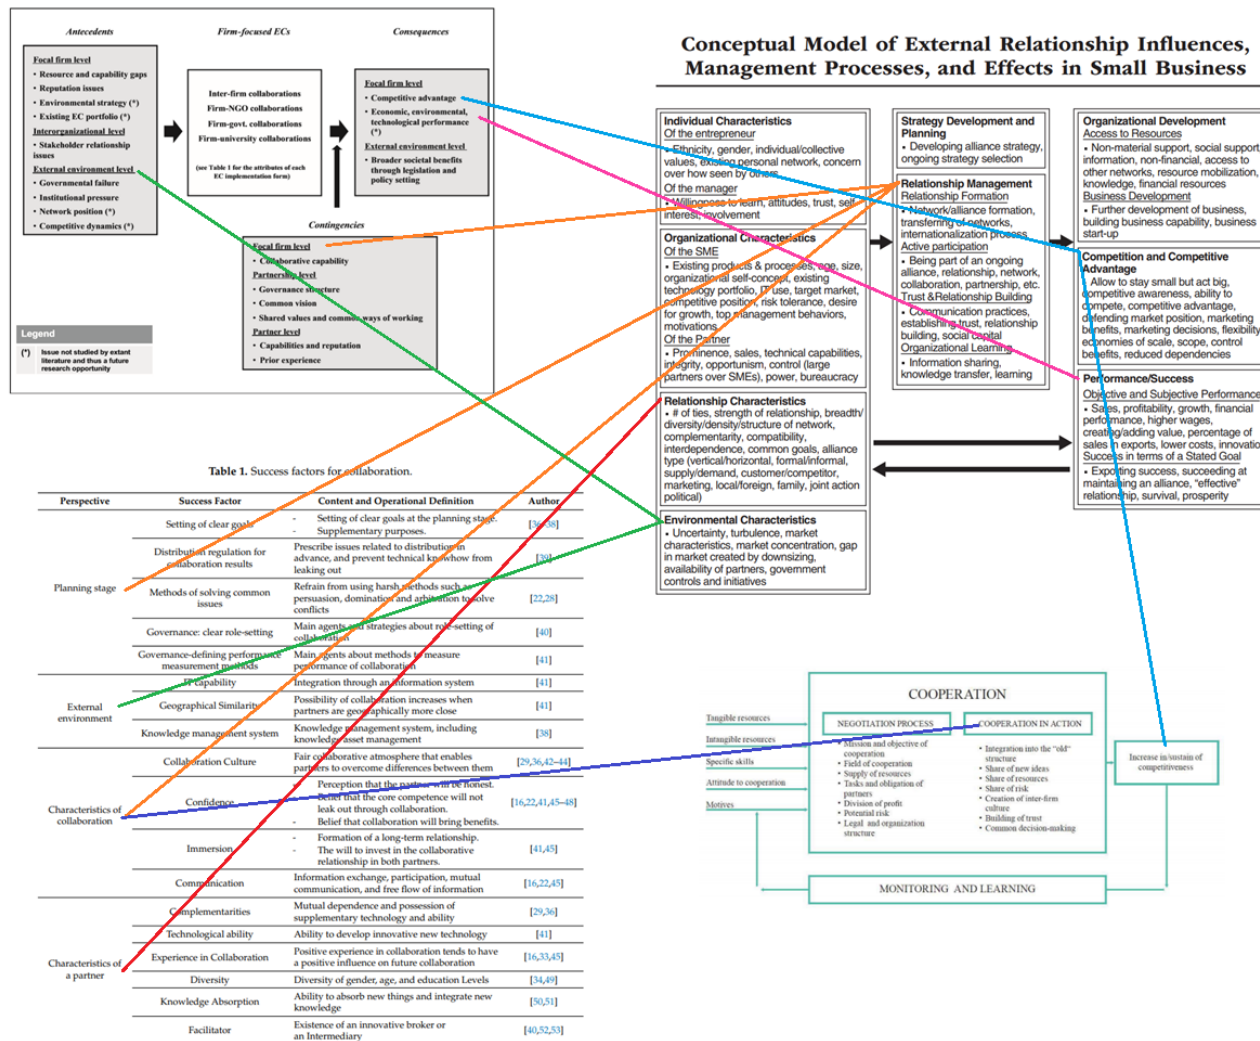 Antecedents
Firm-focused ECs
Consequences
Focal firm level
• Resource and capability gaps
• Reputation issues
• Environmental strategy (*)
• Existing EC portfolio (*)
Interorganizational level
• Stakeholder relationship
issues
External environment level
• Governmental failure
• Institutional pressure
• Network position (*)
• Competitive dynamics (*)
Inter-firm collaborations
Firm-NGO collaborations
Firm-govt. collaborations
Firm-university collaborations
(see Table 1 for the attributes of each
EC implementation form)
Focal firm level
• Competitive advantage
• Economic, environmental,
technological performance
(*)
External environment level
• Broader societal benefits
through legislation and
policy setting
Contingencies
Focal firm level
• Collaborative capability
Partnership level
• Governance structure
• Common vision
• Shared values and common ways of working
Partner level
• Capabilities and reputation
• Prior experience
Legend
(*) Issue not studied by extant
literature and thus a future
research opportunity
Conceptual Model of External Relationship Influences,
Management Processes, and Effects in Small Business
Individual Characteristics
Of the entrepreneur
• Ethnicity, gender, individual/collective
values, existing personal network, concern
over how seen by others
Of the manager
• Willingness to learn, attitudes, trust, self-
interest, involvement
Organizational Characteristics
Of the SME
• Existing products & processes, age, size,
organizational self-concept, existing
technology portfolio, IT use, target market,
competitive position, risk tolerance, desire
for growth, top management behaviors,
motivations
Of the Partner
• Prominence, sales, technical capabilities,
integrity, opportunism, control (large
partners over SMEs), power, bureaucracy
Relationship Characteristics
• # of ties, strength of relationship, breadth/
diversity/density/structure of network,
complementarity, compatibility,
interdependence, common goals, alliance
type (vertical/horizontal, formal/informal,
supply/demand, customer/competitor,
marketing, local/foreign, family, joint action
political)
Environmental Characteristics
• Uncertainty, turbulence, market
characteristics, market concentration, gap
in market created by downsizing,
availability of partners, government
controls and initiatives
Strategy Development and
Planning
• Developing alliance strategy,
ongoing strategy selection
Relationship Management
Relationship Formation
• Network/alliance formation,
transferring of networks,
internationalization process
Active participation
• Being part of an ongoing
alliance, relationship, network,
collaboration, partnership, etc.
Trust &Relationship Building
• Communication practices,
establishing trust, relationship
building, social capital
Organizational Learning
• Information sharing,
knowledge transfer, learning
Organizational Development
Access to Resources
• Non-material support, social support,
information, non-financial, access to
other networks, resource mobilization,
knowledge, financial resources
Business Development
• Further development of business,
building business capability, business
start-up
Competition and Competitive
Advantage
• Allow to stay small but act big,
competitive awareness, ability to
compete, competitive advantage,
defending market position, marketing
benefits, marketing decisions, flexibility
economies of scale, scope, control
benefits, reduced dependencies
Performance/Success
Objective and Subjective Performance
• Sales, profitability, growth, financial
performance, higher wages,
creating/adding value, percentage of
sales in exports, lower costs, innovation
Success in terms of a Stated Goal
• Exporting success, succeeding at
maintaining an alliance, "effective"
relationship, survival, prosperity
Table 1. Success factors for collaboration.
Perspective Success Factor Content and Operational Definition Author
Planning stage
Setting of clear goals - Setting of clear goals at the planning stage. [36,38]
- Supplementary purposes.
Distribution regulation for Prescribe issues related to distribution in
collaboration results advance, and prevent technical knowhow from [39]
leaking out
Methods of solving common Refrain from using harsh methods such as
issues persuasion, domination and arbitration to solve [22,28]
conflicts
Governance: clear role-setting Main agents and strategies about role-setting of [40]
collaboration
Governance-defining performance Main agents about methods to measure [41]
measurement methods performance of collaboration
External
environment
IT capability Integration through an information system [41]
Geographical Similarity Possibility of collaboration increases when [41]
partners are geographically more close
Knowledge management system Knowledge management system, including [38]
knowledge asset management
Characteristics of
collaboration
Collaboration Culture Fair collaborative atmosphere that enables [29,36,42–44]
partners to overcome differences between them
Confidence - Perception that the partner will be honest.
- Belief that the core competence will not [16,22,41,45–48]
leak out through collaboration.
- Belief that collaboration will bring benefits.
Immersion - Formation of a long-term relationship.
- The will to invest in the collaborative [41,45]
relationship in both partners.
Communication Information exchange, participation, mutual [16,22,45]
communication, and free flow of information
Characteristics of
a partner
Complementarities Mutual dependence and possession of [29,36]
supplementary technology and ability
Technological ability Ability to develop innovative new technology [41]
Experience in Collaboration Positive experience in collaboration tends to have [16,33,45]
a positive influence on future collaboration
Diversity Diversity of gender, age, and education Levels [34,49]
Knowledge Absorption Ability to absorb new things and integrate new [50,51]
knowledge
Facilitator Existence of an innovative broker or [40,52,53]
an Intermediary
COOPERATION
Tangible resources
Intangible resources
Specific skills
Attitude to cooperation
Motives
NEGOTIATION PROCESS
• Mission and objective of
cooperation
• Field of cooperation
• Supply of resources
• Tasks and obligation of
partners
• Division of profit
• Potential risk
• Legal and organization
structure
COOPERATION IN ACTION
• Integration into the "old"
structure
• Share of new ideas
• Share of resources
• Share of risk
• Creation of inter-firm
culture
• Building of trust
• Common decision-making
Increase in/sustain of
competitiveness
MONITORING AND LEARNING